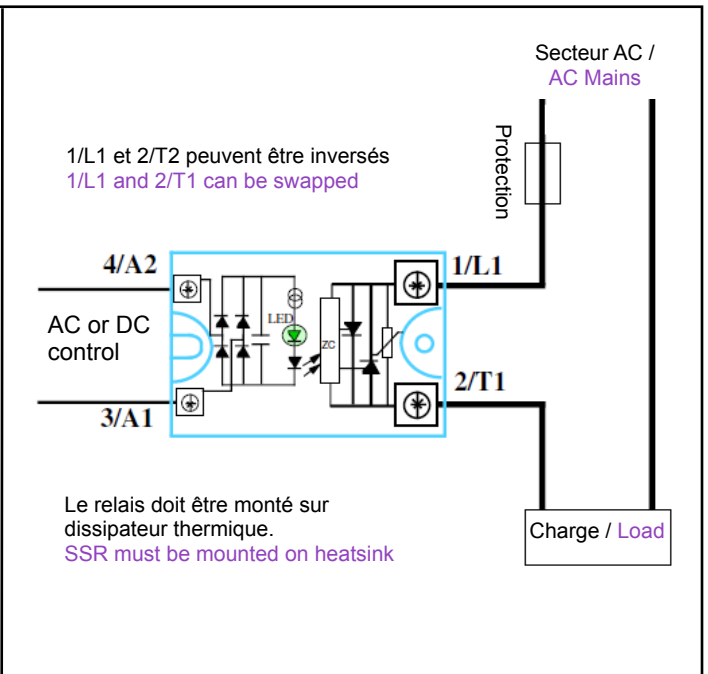 Secteur AC /
AC Mains
Protection
1/L1 et 2/T2 peuvent être inversés
1/L1 and 2/T1 can be swapped
4/A2
1/L1
LED
ZC
AC or DC
control
3/A1
2/T1
Le relais doit être monté sur
dissipateur thermique.
SSR must be mounted on heatsink
Charge / Load